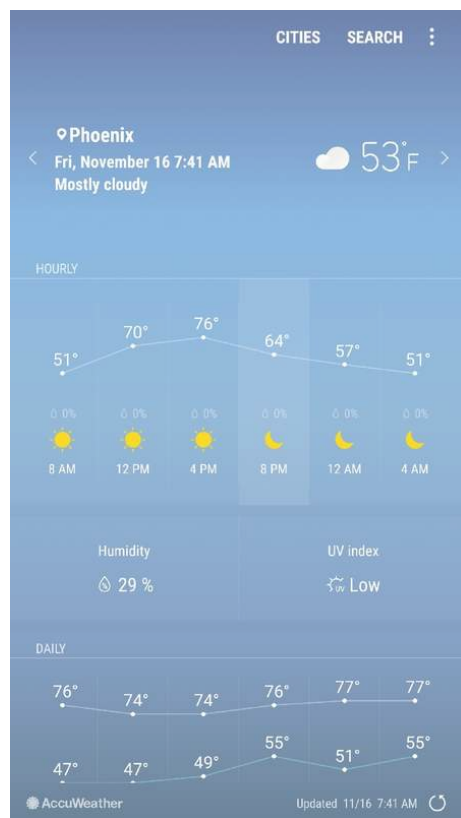 CITIES SEARCH
Phoenix
Fri, November 16 7:41 AM
Mostly cloudy
53°F
HOURLY
51° 70° 76° 64° 57° 51°
0% 0% 0% 0% 0% 0%
8 AM 12 PM 4 PM 8 PM 12 AM 4 AM
Humidity UV index
29 % UV Low
DAILY
76° 74° 74° 76° 77° 77°
47° 47° 49° 55° 51° 55°
AccuWeather Updated 11/16 7:41 AM